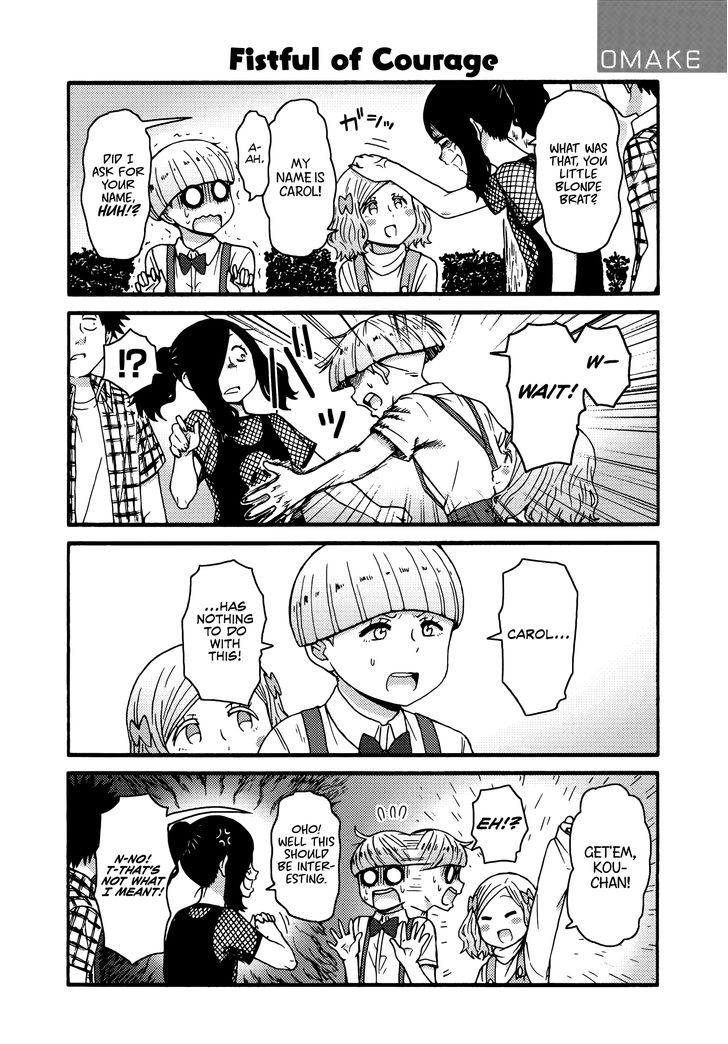 OMAKE
Fistful of Courage
WHAT WAS
THAT, YOU
LITTLE
BLONDE
BRAT?
ガシッ
MY
NAME IS
CAROL!
A-
AH.
DID I
ASK FOR
YOUR
NAME,
HUH!?
W-
WAIT!
ッ
!?
CAROL...
...HAS
NOTHING
TO DO
WITH
THIS!
GET'EM,
KOU-
CHAN!
EH!?
OHO!
WELL THIS
SHOULD
BE INTER-
ESTING.
N-NO!
T-THAT'S
NOT WHAT
I MEANT!